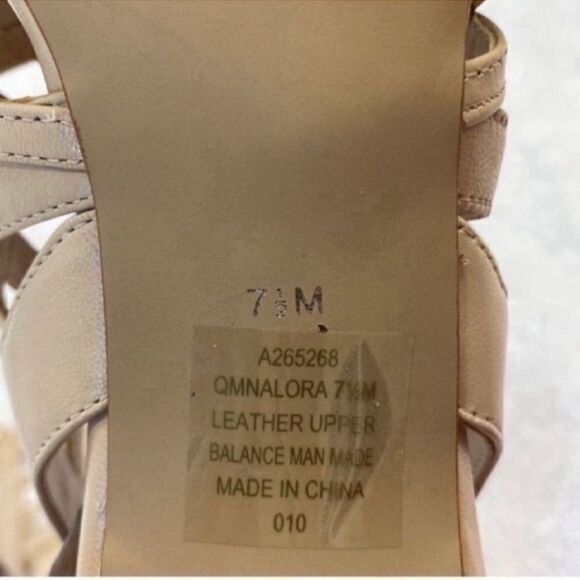 7½M
A265268
QMNALORA 7½M
LEATHER UPPER
BALANCE MAN MADE
MADE IN CHINA
010